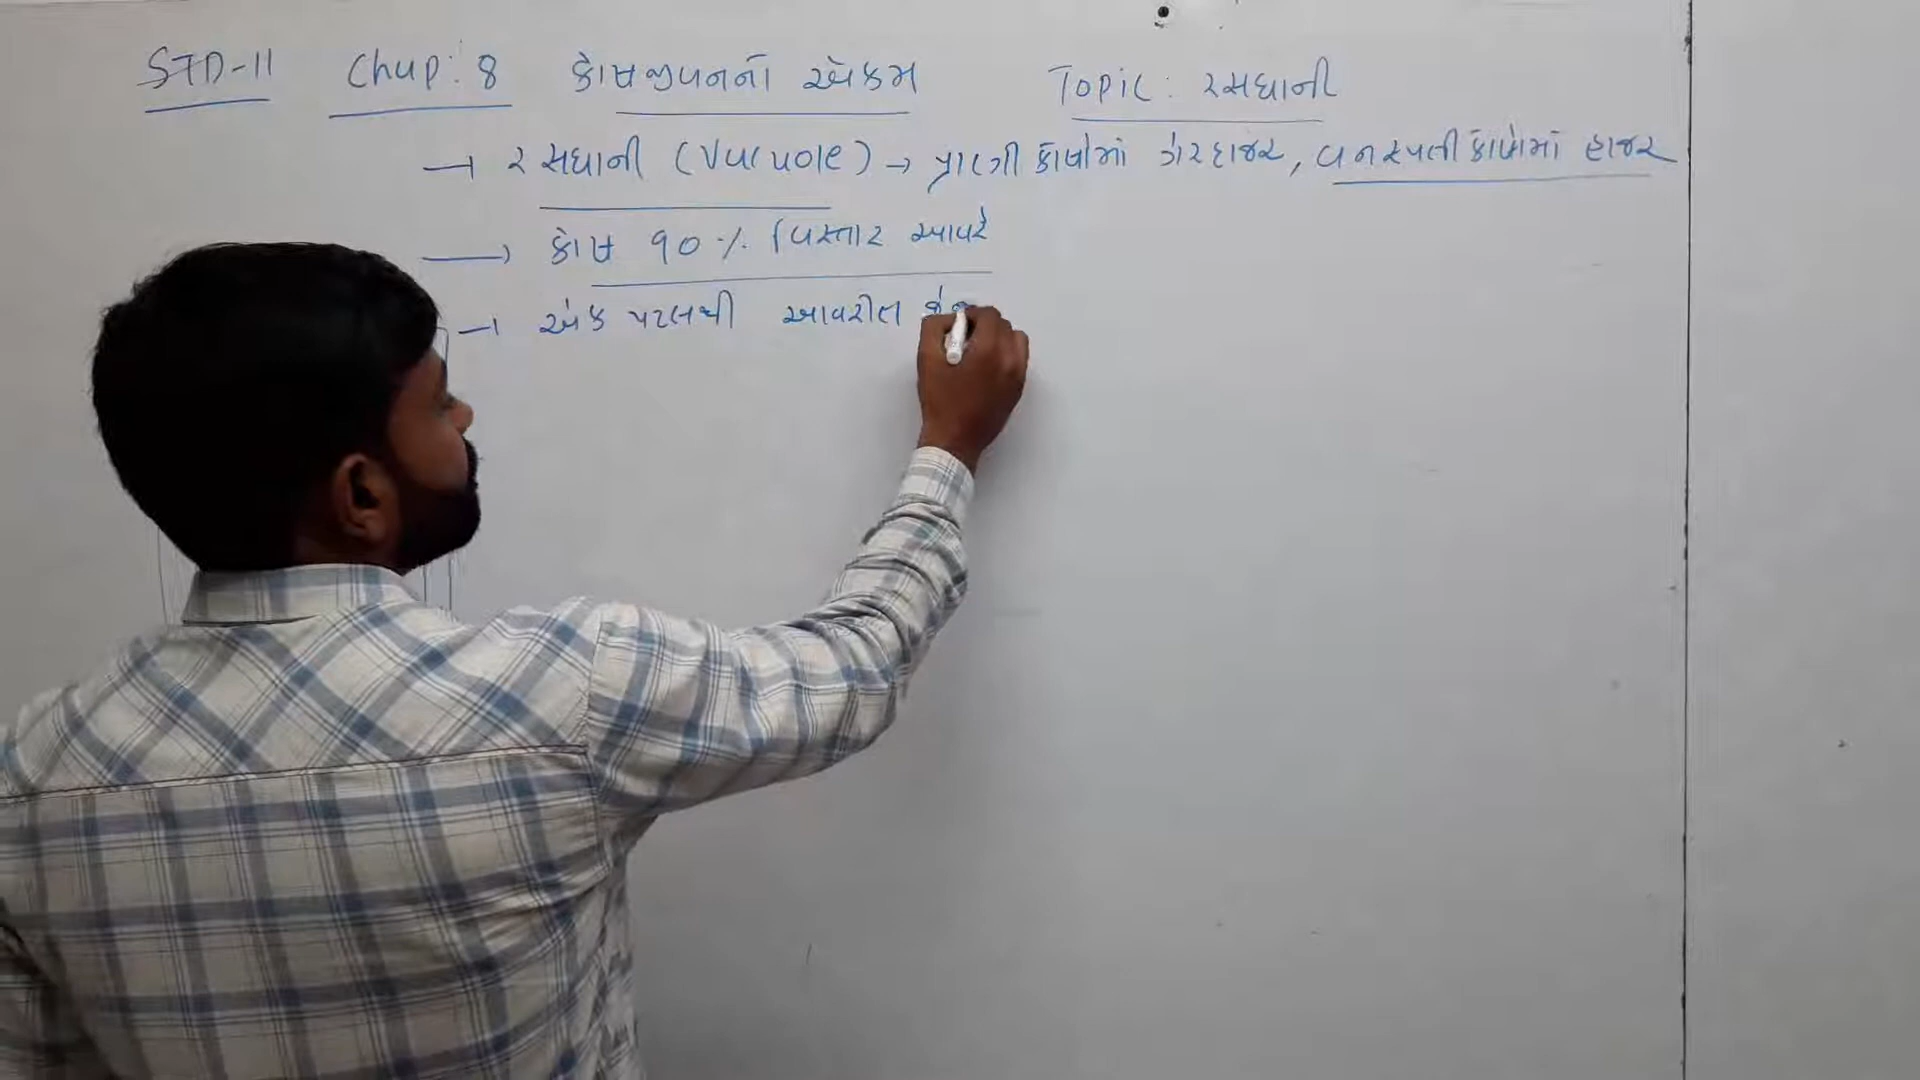 STD-11 Chap: 8 કોષજીવનનો એકમ Topic: રસધાની
→ રસધાની (Vacuole) → પ્રાણી કોષોમાં ગેરહાજર, વનસ્પતી કોષોમાં હાજર
→ કોષ 90% વિસ્તાર આવરે
→ એક પટલથી આવરીત